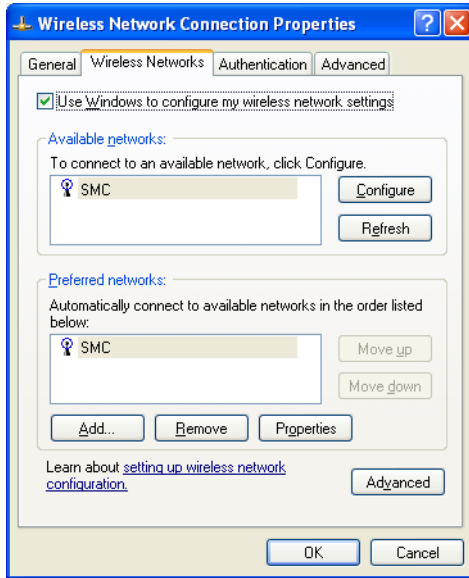 Wireless Network Connection Properties
General
Wireless Networks
Authentication
Advanced
Use Windows to configure my wireless network settings
Available networks:
To connect to an available network, click Configure.
SMC
Configure
Refresh
Preferred networks:
Automatically connect to available networks in the order listed
below:
SMC
Move up
Move down
Add...
Remove
Properties
Learn about setting up wireless network
configuration.
Advanced
OK
Cancel